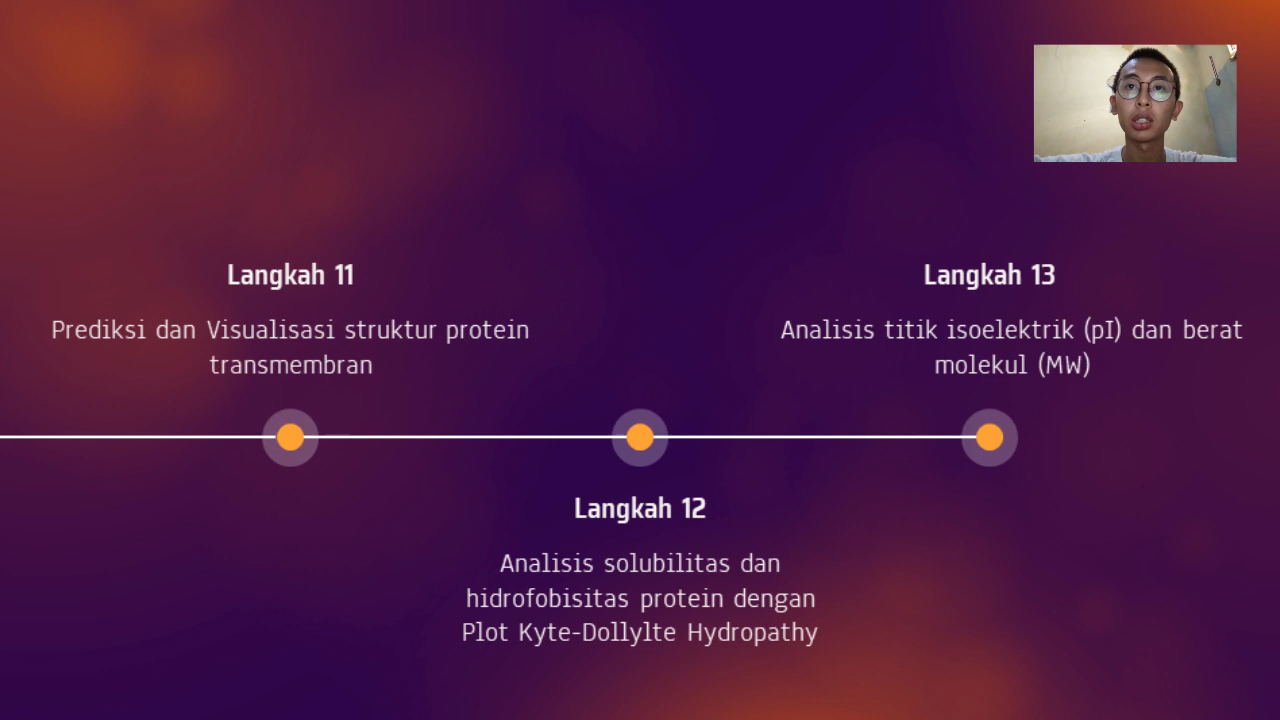 Langkah 11
Prediksi dan Visualisasi struktur protein
transmembran
Langkah 12
Analisis solubilitas dan
hidrofobisitas protein dengan
Plot Kyte-Dollylte Hydropathy
Langkah 13
Analisis titik isoelektrik (pI) dan berat
molekul (MW)